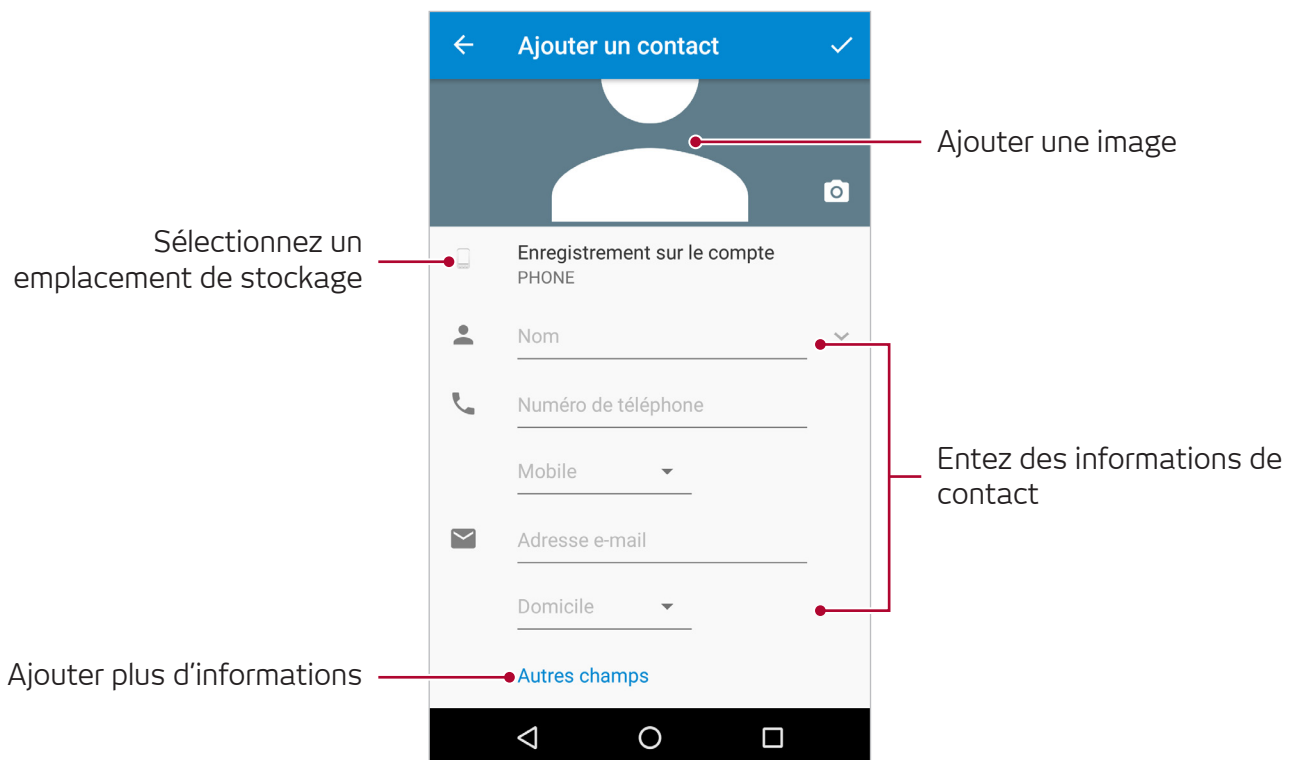 Ajouter un contact
Ajouter une image
Sélectionnez un
emplacement de stockage
Enregistrement sur le compte
PHONE
Nom
Numéro de téléphone
Mobile
Entez des informations de
contact
Adresse e-mail
Domicile
Ajouter plus d’informations
Autres champs